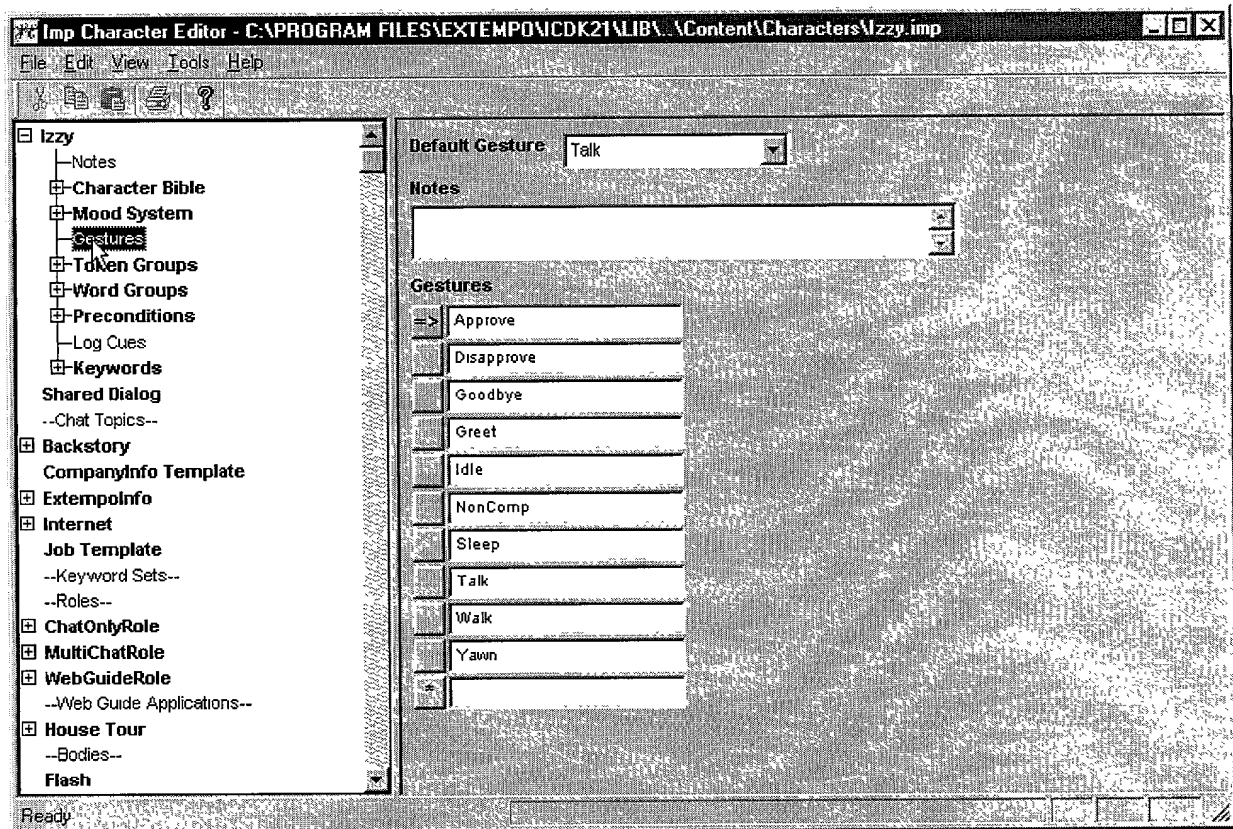 Imp Character Editor - C:\PROGRAM FILES\EXTEMPO\ICDK21\LIB\..\Content\Characters\Izzy.imp
File Edit View Tools Help
Izzy
Notes
Character Bible
Mood System
Gestures
Token Groups
Word Groups
Preconditions
Log Cues
Keywords
Shared Dialog
--Chat Topics--
Backstory
CompanyInfo Template
ExtempoInfo
Internet
Job Template
--Keyword Sets--
--Roles--
ChatOnlyRole
MultiChatRole
WebGuideRole
--Web Guide Applications--
House Tour
--Bodies--
Flash
Default Gesture Talk
Notes
Gestures
=> Approve
Disapprove
Goodbye
Greet
Idle
NonComp
Sleep
Talk
Walk
Yawn
*
Ready